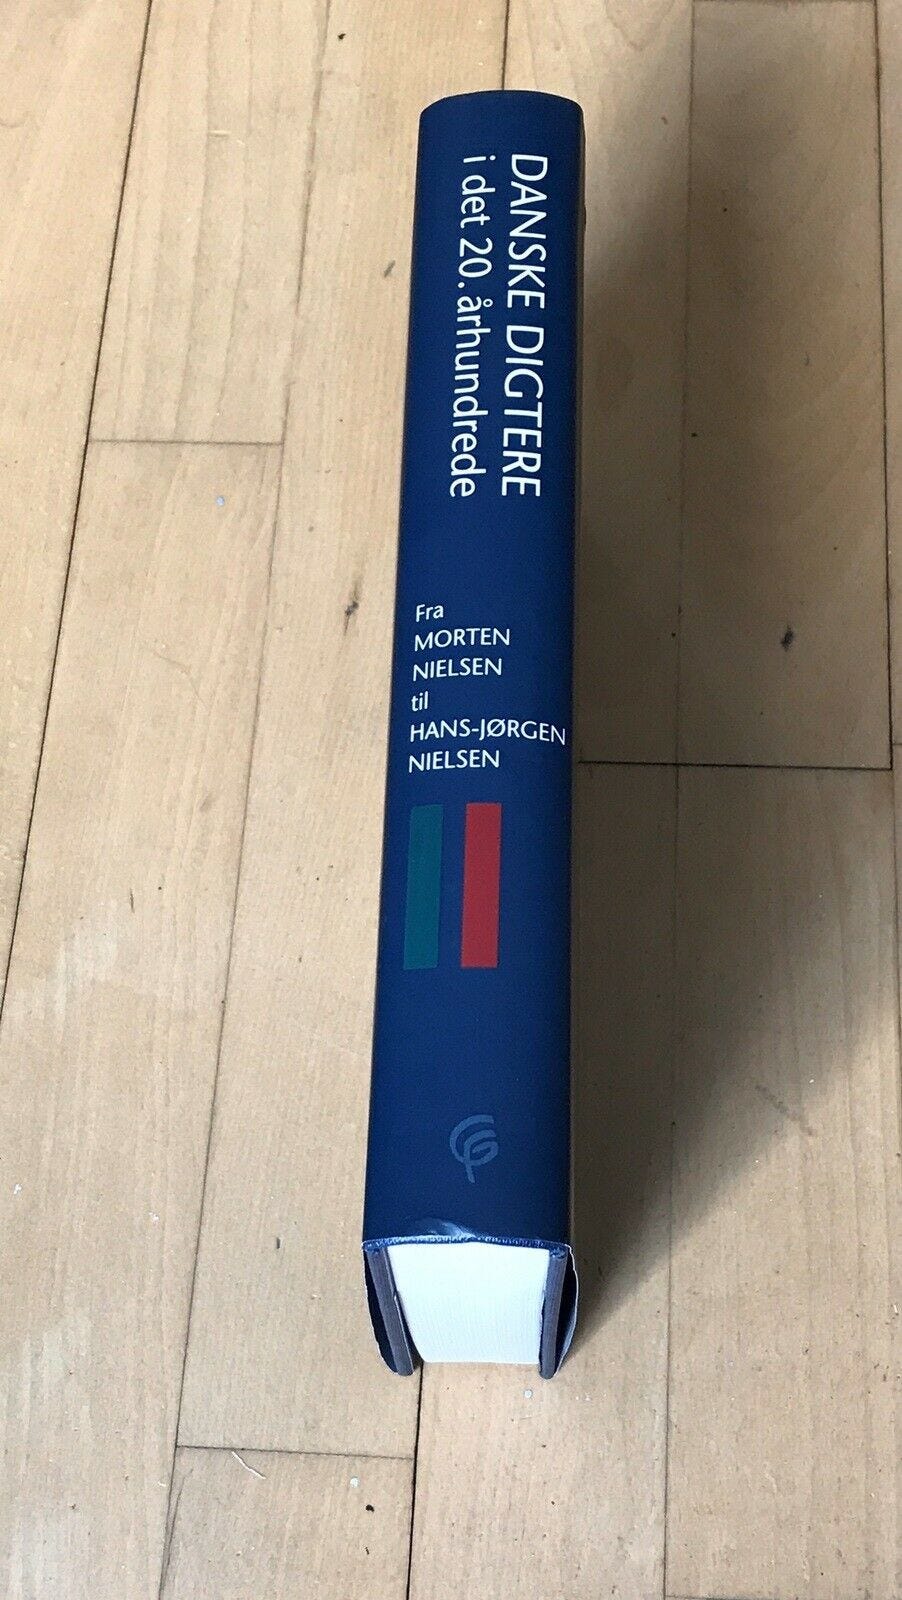 DANSKE DIGTERE
i det 20. århundrede
Fra
MORTEN
NIELSEN
til
HANS-JØRGEN
NIELSEN